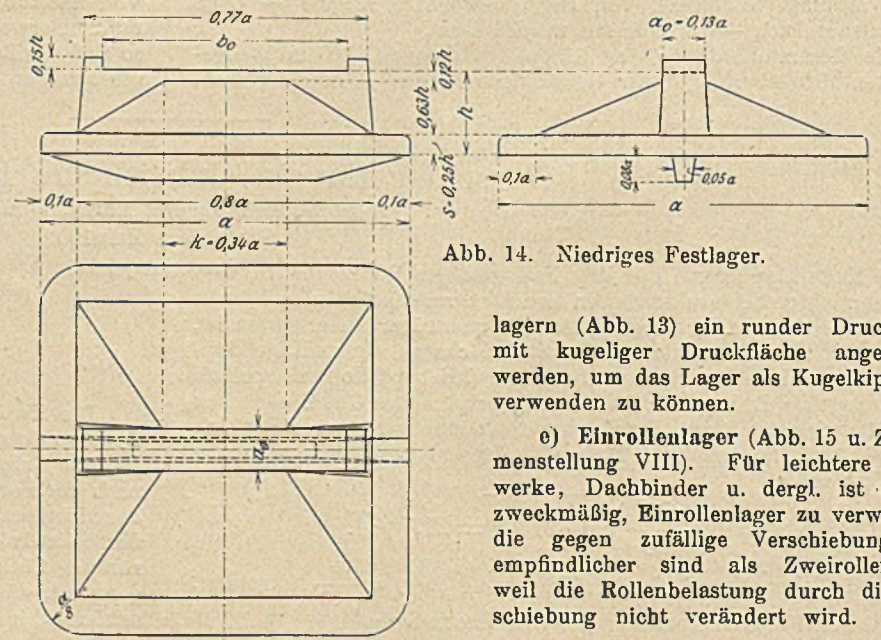 0,77a
b₀
0,15h
0,12h
0,63h
h
s=0,25h
0,1a
0,8a
0,1a
a
k=0,34a
a₀
a/8
a₀=0,13a
0,1a
0,08a
0,05a
a
Abb. 14. Niedriges Festlager.
lagern (Abb. 13) ein runder Druc
mit kugeliger Druckfläche ange
werden, um das Lager als Kugelkip
verwenden zu können.
e) Einrollenlager (Abb. 15 u. Z
menstellung VIII). Für leichtere
werke, Dachbinder u. dergl. ist
zweckmäßig, Einrollenlager zu verw
die gegen zufällige Verschiebung
empfindlicher sind als Zweirolle
weil die Rollenbelastung durch di
schiebung nicht verändert wird.